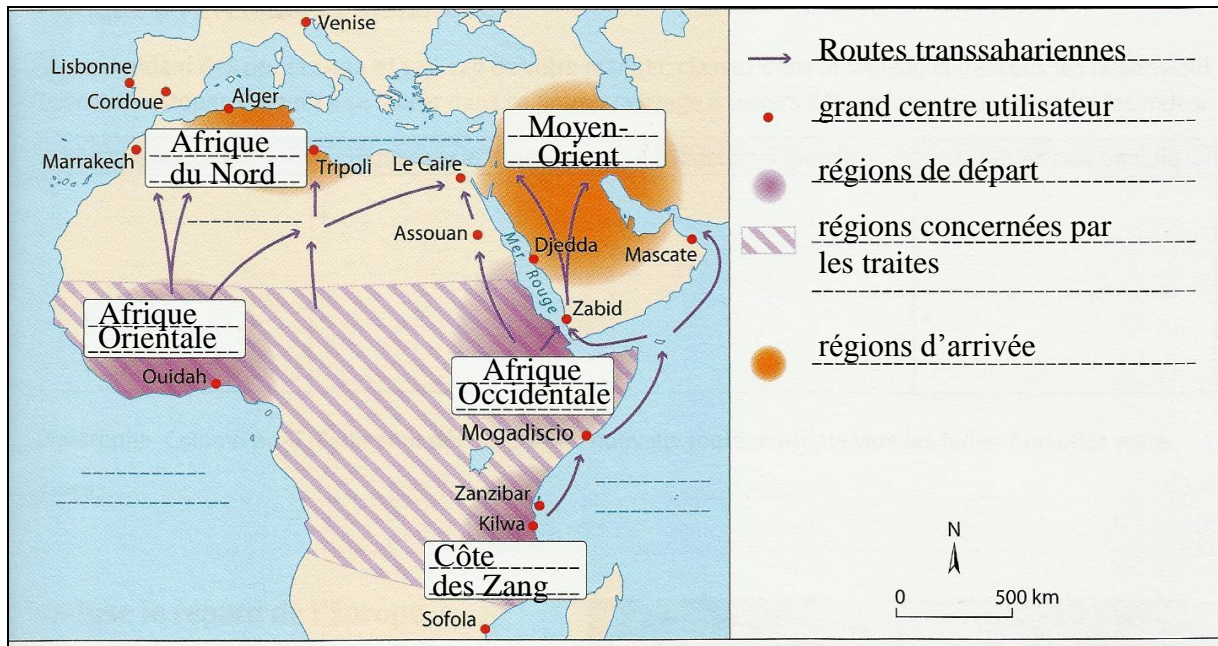 Venise
Lisbonne
Cordoue
Alger
Marrakech
Afrique
du Nord
Tripoli
Le Caire
Moyen-
Orient
Assouan
Mer Rouge
Djedda
Mascate
Zabid
Afrique
Orientale
Ouidah
Afrique
Occidentale
Mogadiscio
Zanzibar
Kilwa
Côte
des Zang
Sofola
Routes transsahariennes
grand centre utilisateur
régions de départ
régions concernées par
les traites
régions d’arrivée
N
0 500 km